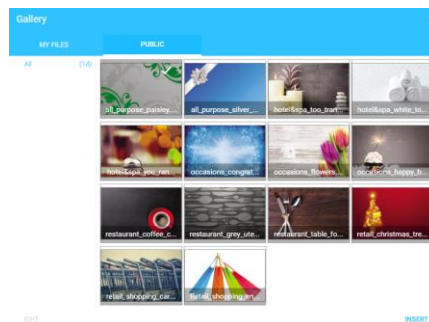 Gallery
MY FILES
PUBLIC
All
(14)
all_purpose_paisley....
all_purpose_silver_...
hotel&spa_too_tran...
hotel&spa_white_to...
hotel&spa_you_ran...
occasions_congrat...
occasions_flowers...
occasions_happy_b...
restaurant_coffee_c...
restaurant_grey_ute...
restaurant_table_fo...
retail_christmas_tre...
retail_shopping_car...
Retail_shopping_en...
EDIT
INSERT